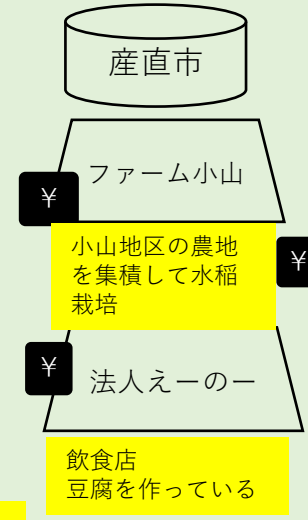 産直市
ファーム小山
¥
小山地区の農地
を集積して水稲
栽培
¥
¥
法人えーのー
飲食店
豆腐を作っている